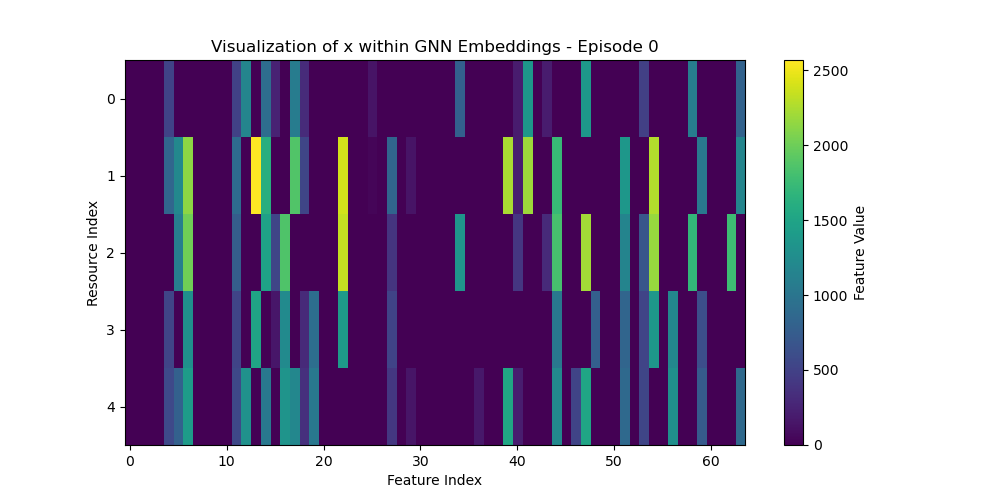 Visualization of x within GNN Embeddings - Episode 0
Resource Index
0
1
2
3
4
0 10 20 30 40 50 60
Feature Index
2500
2000
1500
1000
500
0
Feature Value